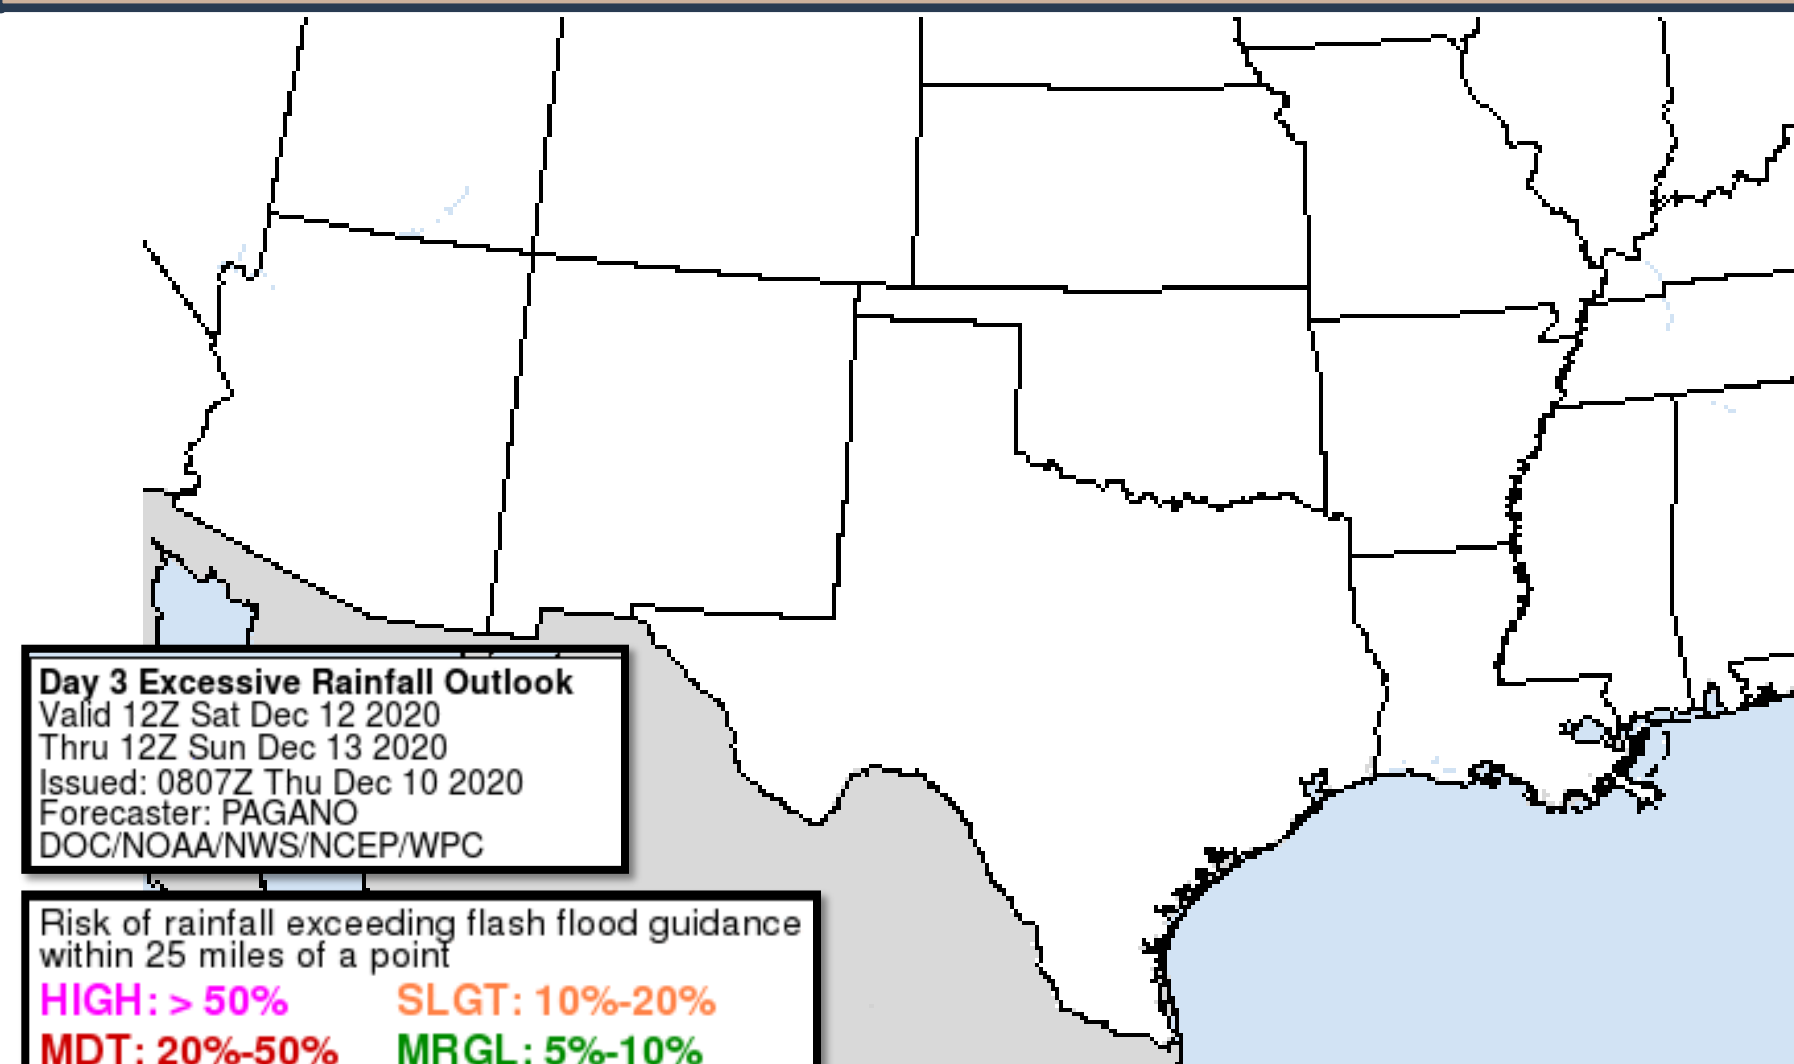 Day 3 Excessive Rainfall Outlook
Valid 12Z Sat Dec 12 2020
Thru 12Z Sun Dec 13 2020
Issued: 0807Z Thu Dec 10 2020
Forecaster: PAGANO
DOC/NOAA/NWS/NCEP/WPC
Risk of rainfall exceeding flash flood guidance
within 25 miles of a point
HIGH: > 50% SLGT: 10%-20%
MDT: 20%-50% MRGL: 5%-10%